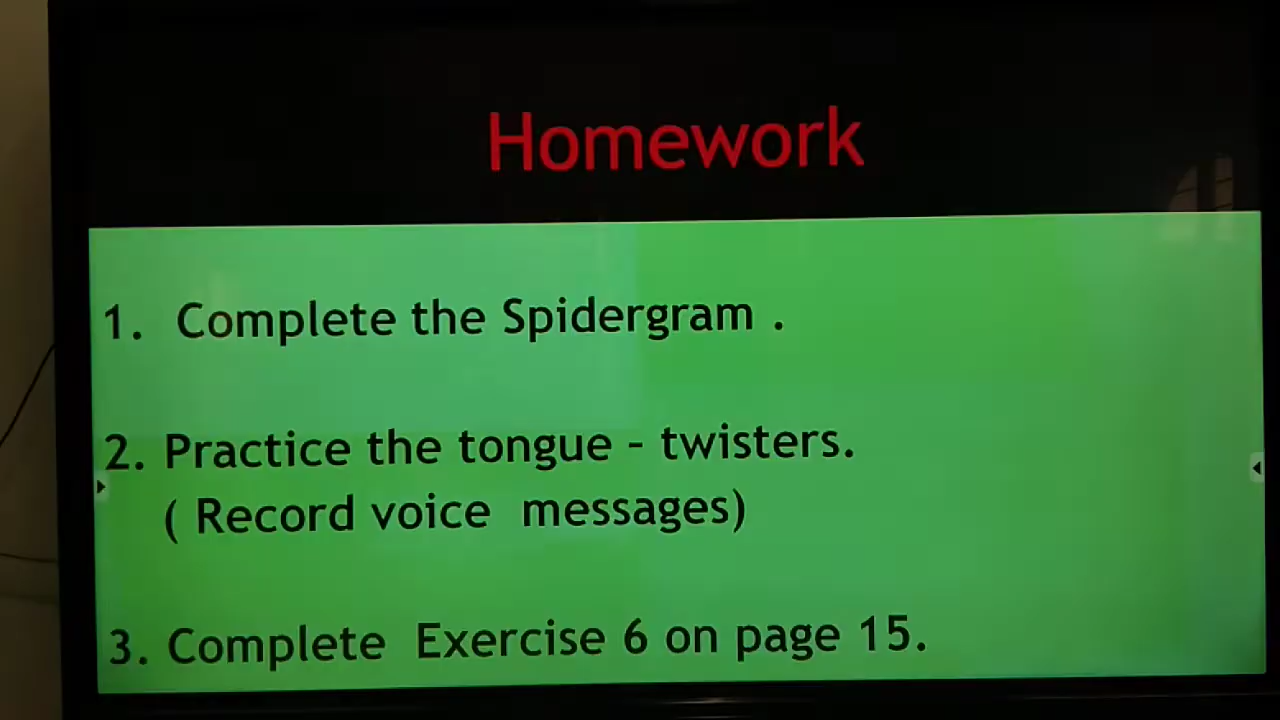 Homework
1. Complete the Spidergram .
2. Practice the tongue – twisters.
( Record voice messages)
3. Complete Exercise 6 on page 15.